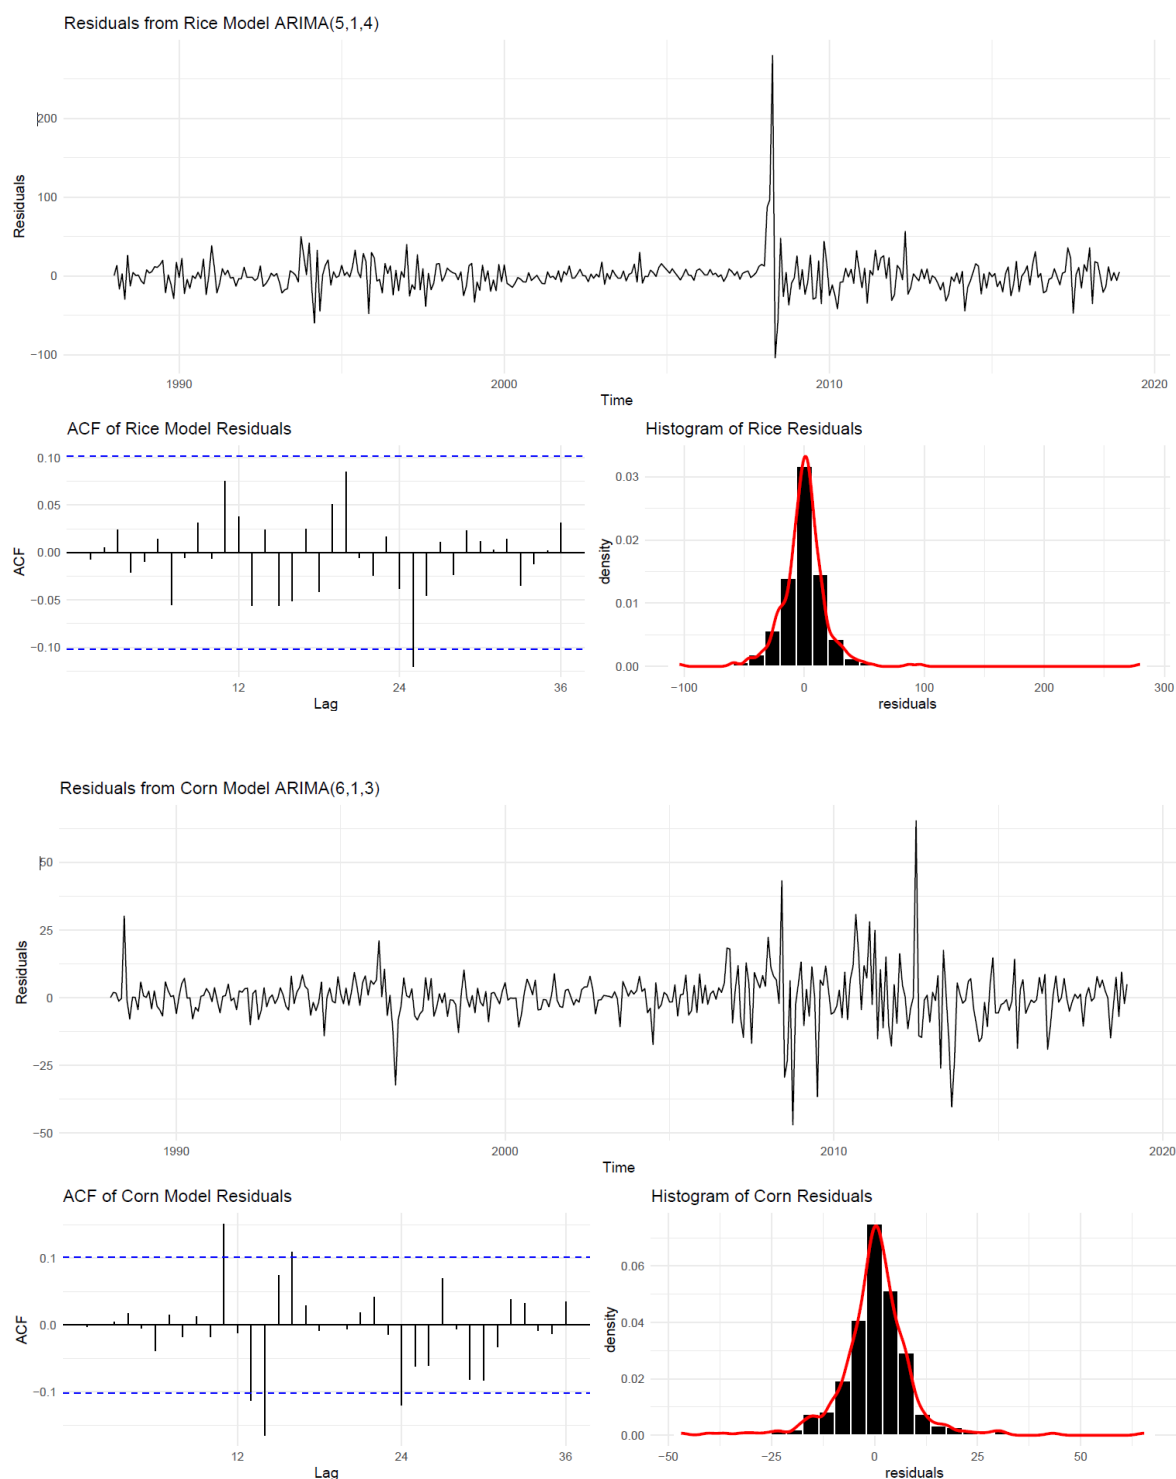 Residuals from Rice Model ARIMA(5,1,4)
200
100
0
−100
Residuals
1990
2000
2010
2020
Time
ACF of Rice Model Residuals
0.10
0.05
0.00
−0.05
−0.10
ACF
12
24
36
Lag
Histogram of Rice Residuals
0.03
0.02
0.01
0.00
density
−100
0
100
200
300
residuals
Residuals from Corn Model ARIMA(6,1,3)
50
25
0
−25
−50
Residuals
1990
2000
2010
2020
Time
ACF of Corn Model Residuals
0.1
0.0
−0.1
ACF
12
24
36
Lag
Histogram of Corn Residuals
0.06
0.04
0.02
0.00
density
−50
−25
0
25
50
residuals